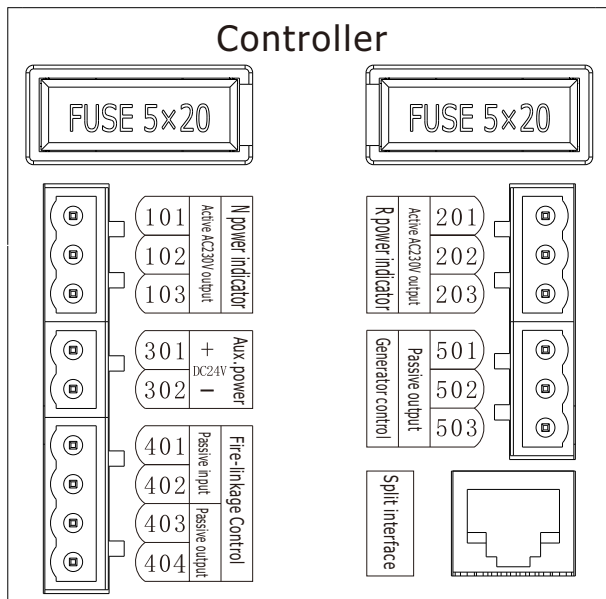 Controller
FUSE 5×20
FUSE 5×20
101
102
103
Active AC230V output
N power indicator
R power indicator
Active AC230V output
201
202
203
301
302
+
DC24V
−
Aux.power
Generator control
Passive output
501
502
503
401
402
403
404
Passive input
Passive output
Fire-linkage Control
Split interface